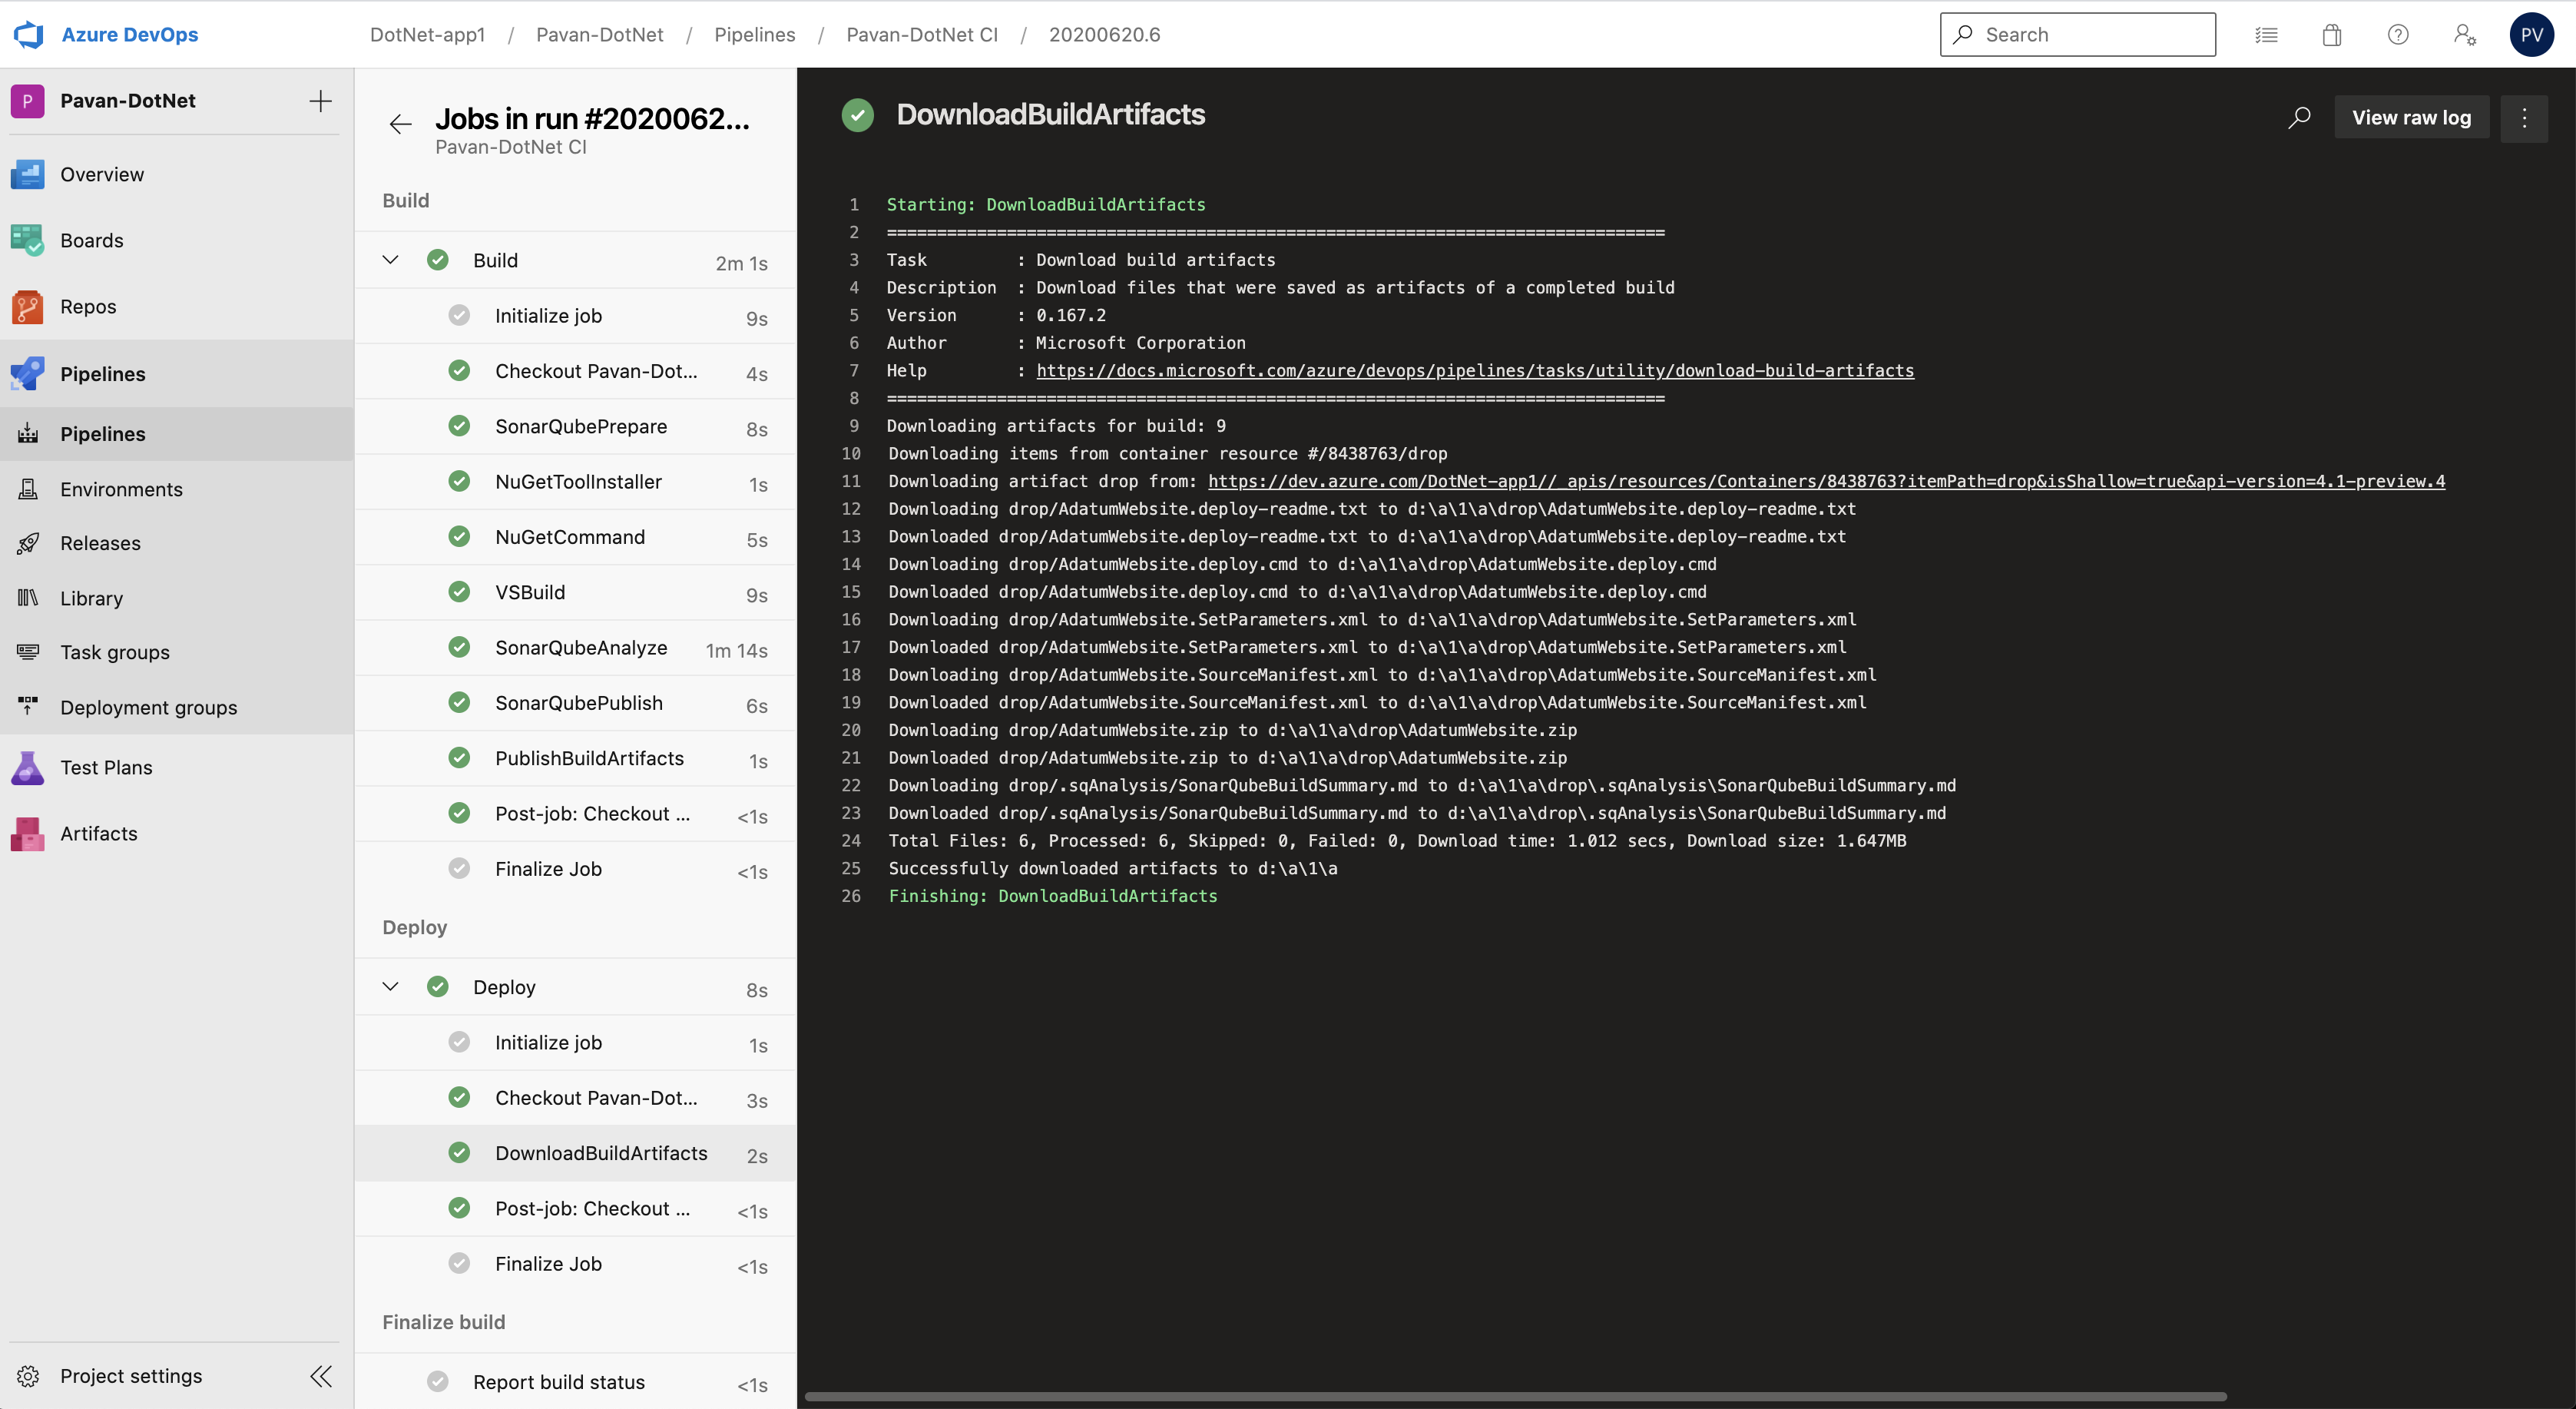 Azure DevOps
DotNet-app1 / Pavan-DotNet / Pipelines / Pavan-DotNet CI / 20200620.6
Search
PV
P Pavan-DotNet
Overview
Boards
Repos
Pipelines
Pipelines
Environments
Releases
Library
Task groups
Deployment groups
Test Plans
Artifacts
Project settings
Jobs in run #2020062...
Pavan-DotNet CI
Build
Build 2m 1s
Initialize job 9s
Checkout Pavan-Dot... 4s
SonarQubePrepare 8s
NuGetToolInstaller 1s
NuGetCommand 5s
VSBuild 9s
SonarQubeAnalyze 1m 14s
SonarQubePublish 6s
PublishBuildArtifacts 1s
Post-job: Checkout ... <1s
Finalize Job <1s
Deploy
Deploy 8s
Initialize job 1s
Checkout Pavan-Dot... 3s
DownloadBuildArtifacts 2s
Post-job: Checkout ... <1s
Finalize Job <1s
Finalize build
Report build status <1s
DownloadBuildArtifacts
View raw log
1 Starting: DownloadBuildArtifacts
2 ==============================================================================
3 Task : Download build artifacts
4 Description : Download files that were saved as artifacts of a completed build
5 Version : 0.167.2
6 Author : Microsoft Corporation
7 Help : https://docs.microsoft.com/azure/devops/pipelines/tasks/utility/download-build-artifacts
8 ==============================================================================
9 Downloading artifacts for build: 9
10 Downloading items from container resource #/8438763/drop
11 Downloading artifact drop from: https://dev.azure.com/DotNet-app1//_apis/resources/Containers/8438763?itemPath=drop&isShallow=true&api-version=4.1-preview.4
12 Downloading drop/AdatumWebsite.deploy-readme.txt to d:\a\1\a\drop\AdatumWebsite.deploy-readme.txt
13 Downloaded drop/AdatumWebsite.deploy-readme.txt to d:\a\1\a\drop\AdatumWebsite.deploy-readme.txt
14 Downloading drop/AdatumWebsite.deploy.cmd to d:\a\1\a\drop\AdatumWebsite.deploy.cmd
15 Downloaded drop/AdatumWebsite.deploy.cmd to d:\a\1\a\drop\AdatumWebsite.deploy.cmd
16 Downloading drop/AdatumWebsite.SetParameters.xml to d:\a\1\a\drop\AdatumWebsite.SetParameters.xml
17 Downloaded drop/AdatumWebsite.SetParameters.xml to d:\a\1\a\drop\AdatumWebsite.SetParameters.xml
18 Downloading drop/AdatumWebsite.SourceManifest.xml to d:\a\1\a\drop\AdatumWebsite.SourceManifest.xml
19 Downloaded drop/AdatumWebsite.SourceManifest.xml to d:\a\1\a\drop\AdatumWebsite.SourceManifest.xml
20 Downloading drop/AdatumWebsite.zip to d:\a\1\a\drop\AdatumWebsite.zip
21 Downloaded drop/AdatumWebsite.zip to d:\a\1\a\drop\AdatumWebsite.zip
22 Downloading drop/.sqAnalysis/SonarQubeBuildSummary.md to d:\a\1\a\drop\.sqAnalysis\SonarQubeBuildSummary.md
23 Downloaded drop/.sqAnalysis/SonarQubeBuildSummary.md to d:\a\1\a\drop\.sqAnalysis\SonarQubeBuildSummary.md
24 Total Files: 6, Processed: 6, Skipped: 0, Failed: 0, Download time: 1.012 secs, Download size: 1.647MB
25 Successfully downloaded artifacts to d:\a\1\a
26 Finishing: DownloadBuildArtifacts